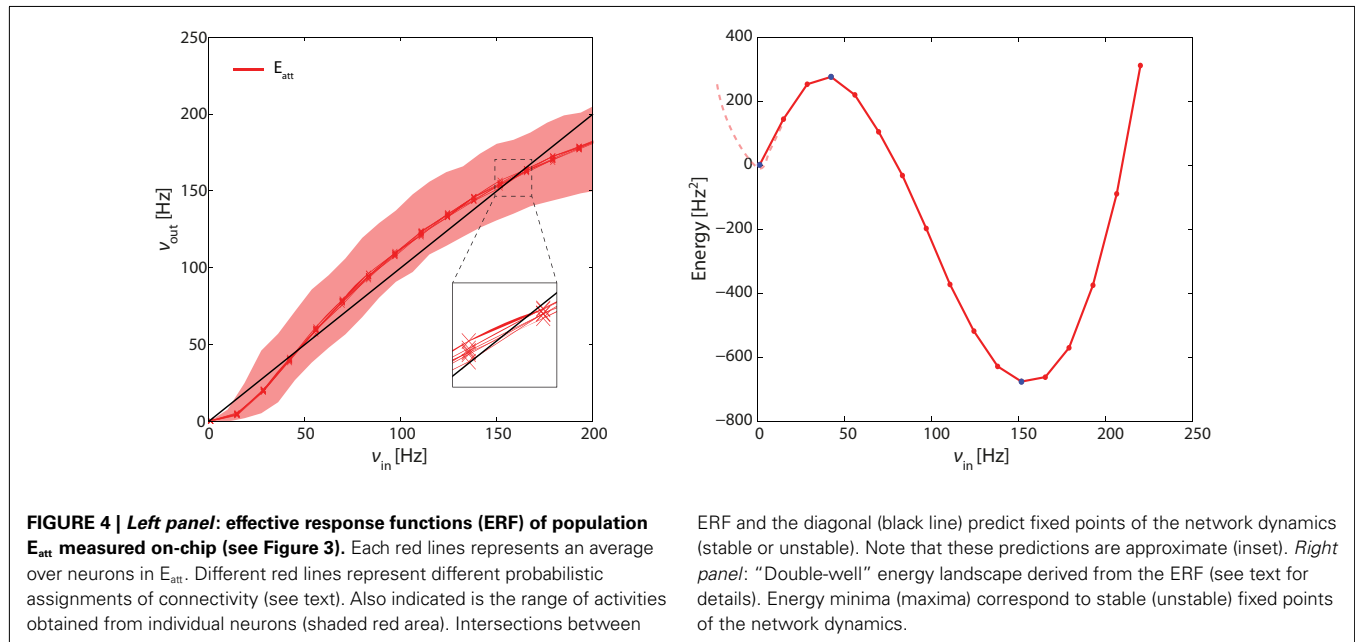 250
200
150
100
50
0
ν_out [Hz]
E_att
0
50
100
150
200
ν_in [Hz]
400
200
0
−200
−400
−600
−800
Energy [Hz²]
0
50
100
150
200
250
ν_in [Hz]
FIGURE 4 | Left panel: effective response functions (ERF) of population
E_att measured on-chip (see Figure 3). Each red lines represents an average
over neurons in E_att. Different red lines represent different probabilistic
assignments of connectivity (see text). Also indicated is the range of activities
obtained from individual neurons (shaded red area). Intersections between
ERF and the diagonal (black line) predict fixed points of the network dynamics
(stable or unstable). Note that these predictions are approximate (inset). Right
panel: “Double-well” energy landscape derived from the ERF (see text for
details). Energy minima (maxima) correspond to stable (unstable) fixed points
of the network dynamics.